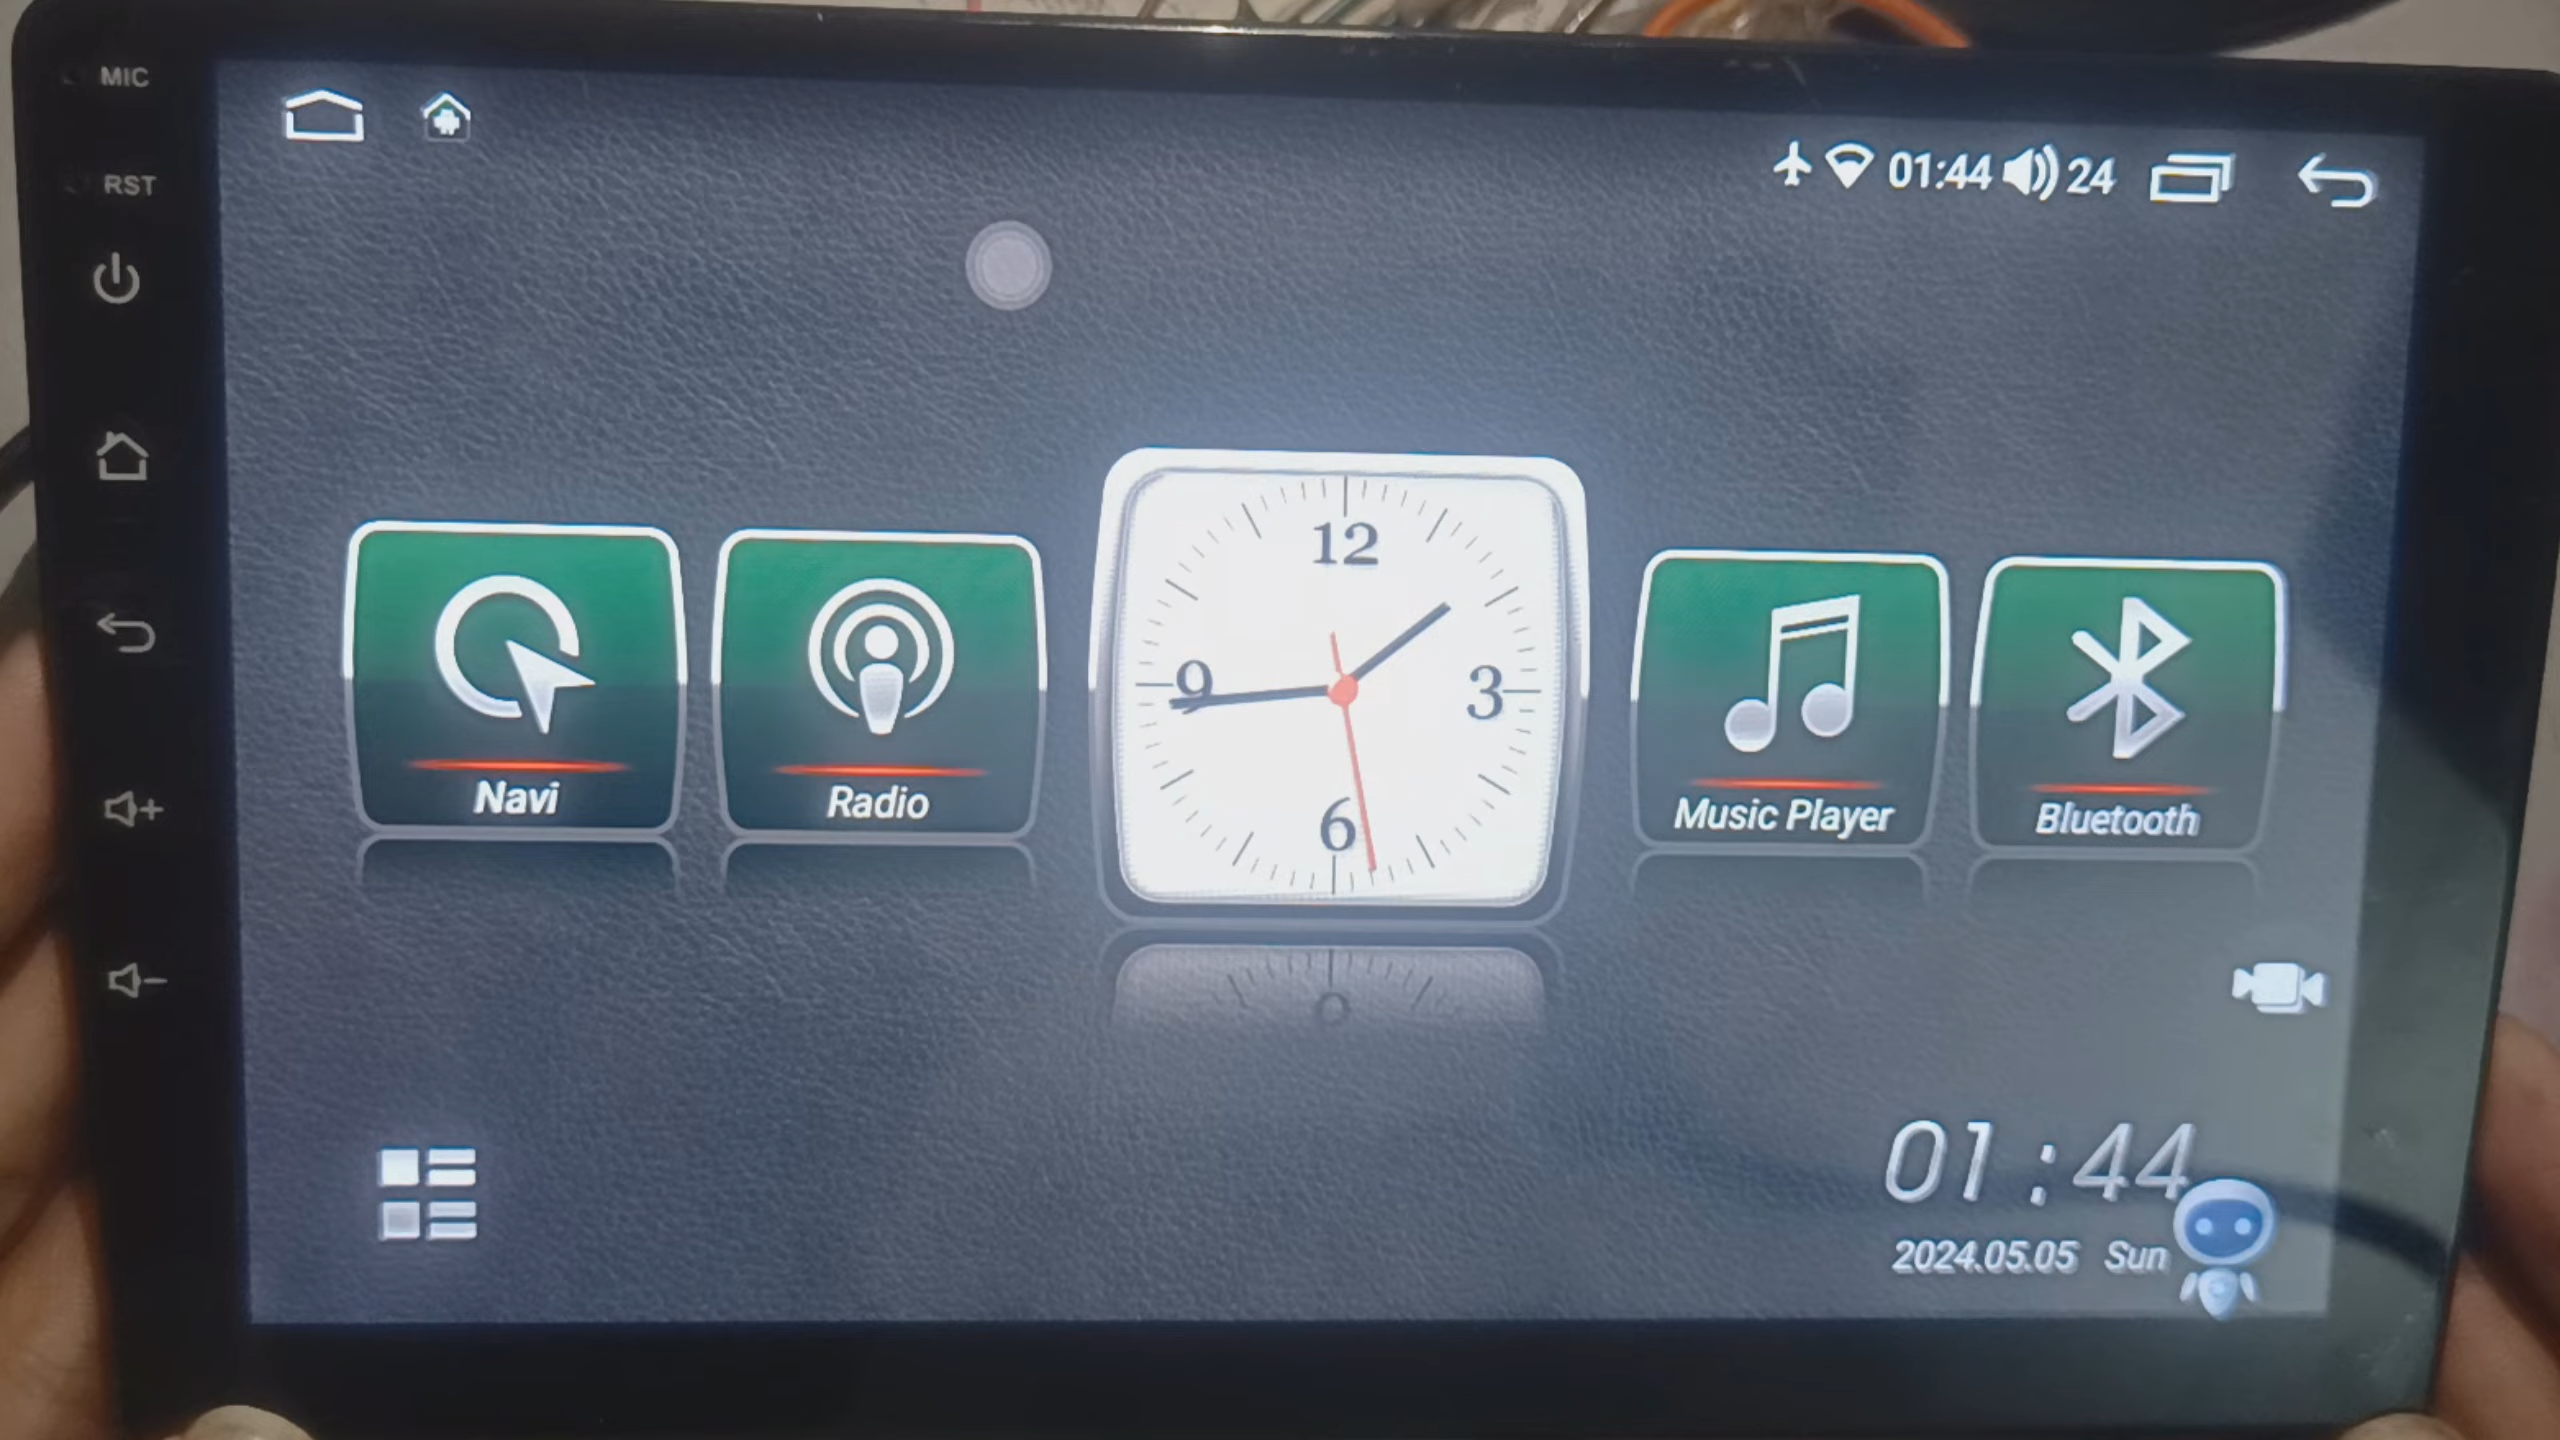 MIC
RST
01:44 24
12
9 3
6
Navi
Radio
Music Player
Bluetooth
01:44
2024.05.05 Sun